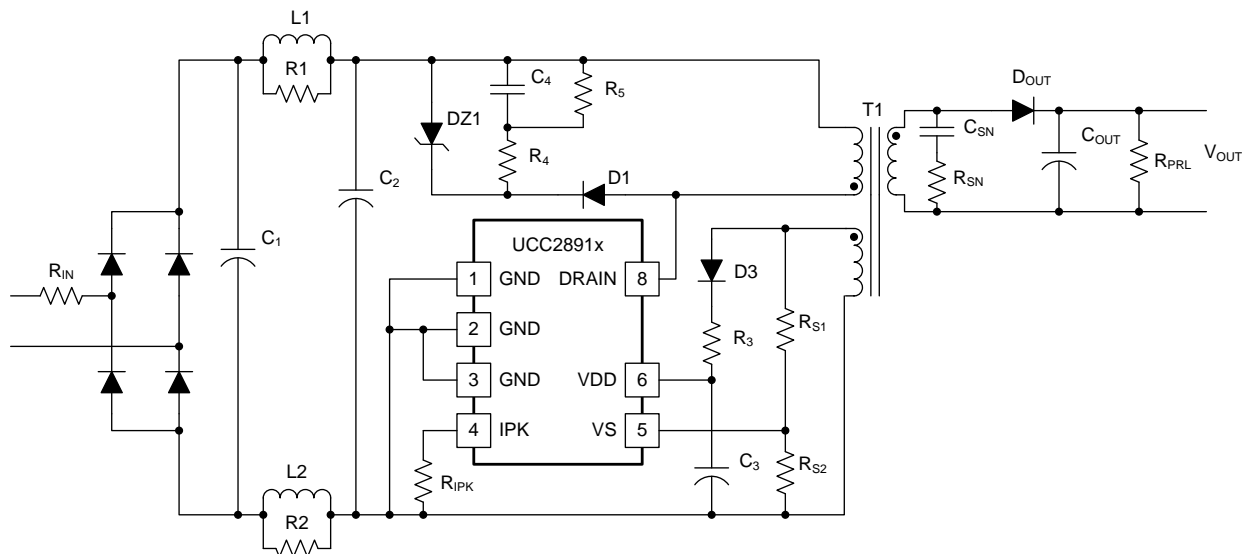 L1
R1
C4
R5
DOUT
T1
CSN
COUT
RSN
RPRL
VOUT
DZ1
R4
D1
C2
C1
RIN
UCC2891x
1 GND DRAIN 8
2 GND
3 GND VDD 6
4 IPK VS 5
D3
R3
RS1
RS2
C3
RIPK
L2
R2